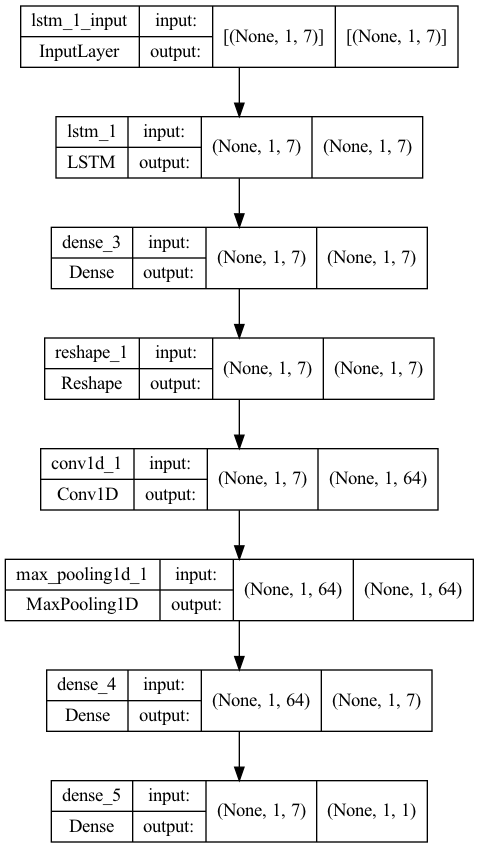 lstm_1_input input: [(None, 1, 7)] [(None, 1, 7)]
InputLayer output:
lstm_1 input: (None, 1, 7) (None, 1, 7)
LSTM output:
dense_3 input: (None, 1, 7) (None, 1, 7)
Dense output:
reshape_1 input: (None, 1, 7) (None, 1, 7)
Reshape output:
conv1d_1 input: (None, 1, 7) (None, 1, 64)
Conv1D output:
max_pooling1d_1 input: (None, 1, 64) (None, 1, 64)
MaxPooling1D output:
dense_4 input: (None, 1, 64) (None, 1, 7)
Dense output:
dense_5 input: (None, 1, 7) (None, 1, 1)
Dense output: